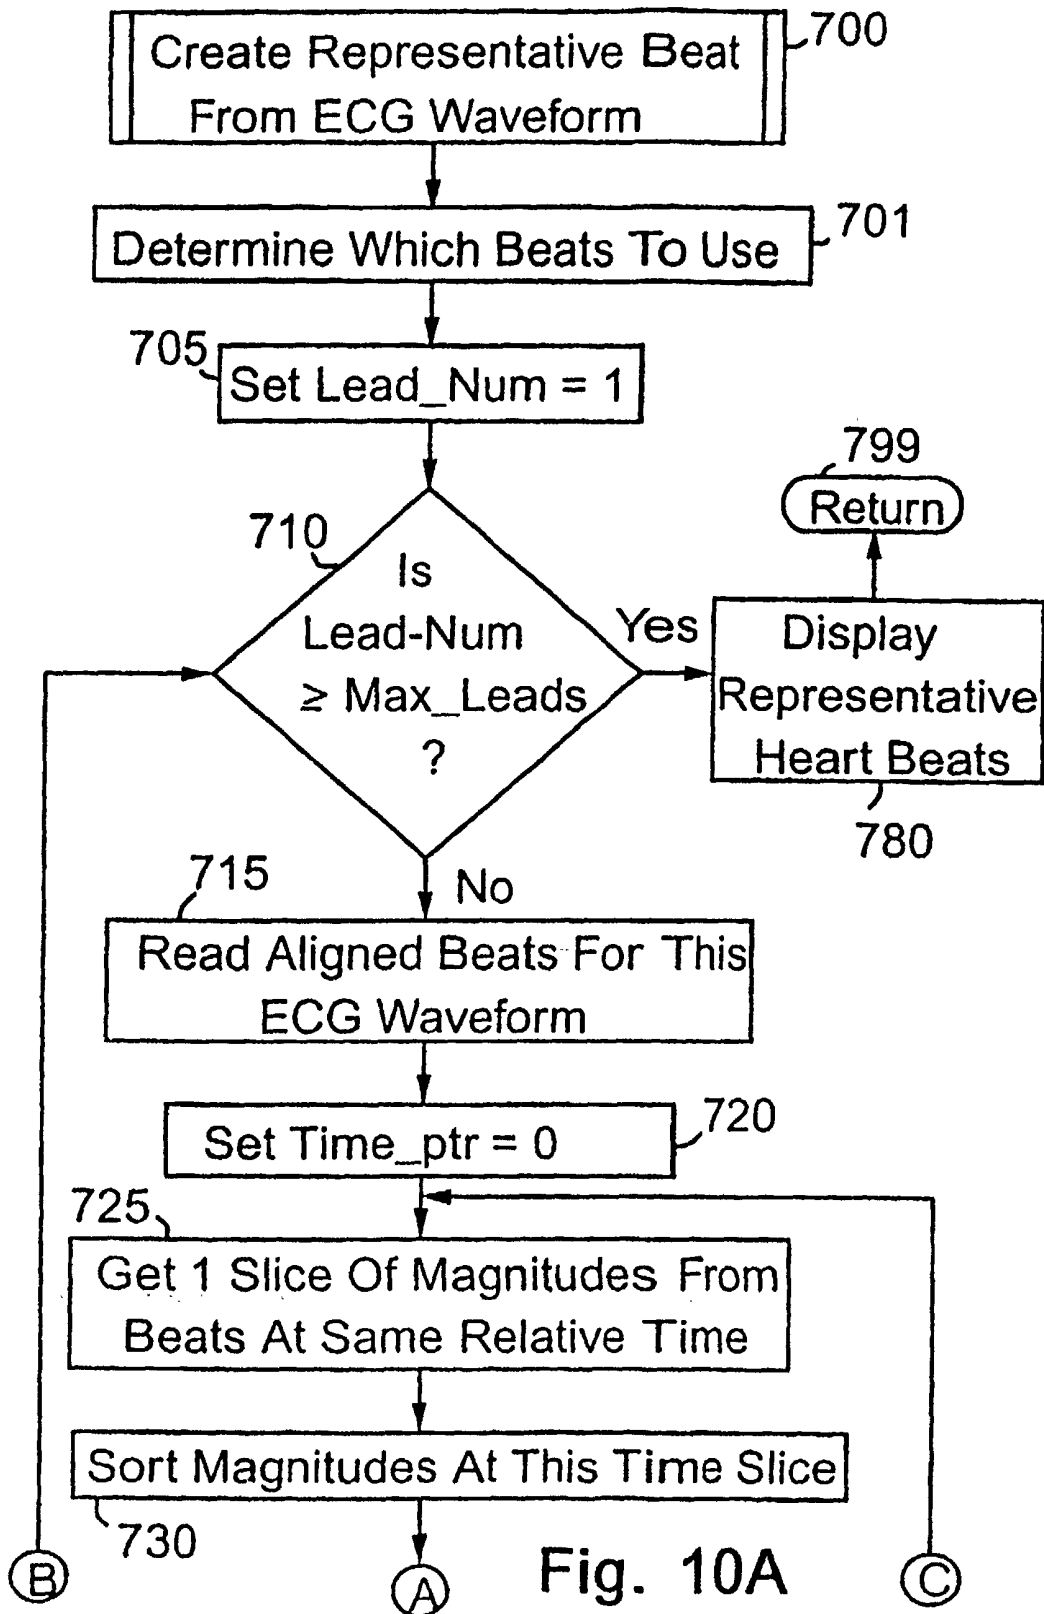 Create Representative Beat
From ECG Waveform
700
Determine Which Beats To Use
701
705
Set Lead_Num = 1
799
Return
710
Is
Lead-Num
≥ Max_Leads
?
Yes
Display
Representative
Heart Beats
780
No
715
Read Aligned Beats For This
ECG Waveform
720
Set Time_ptr = 0
725
Get 1 Slice Of Magnitudes From
Beats At Same Relative Time
Sort Magnitudes At This Time Slice
730
B
A
Fig. 10A
C